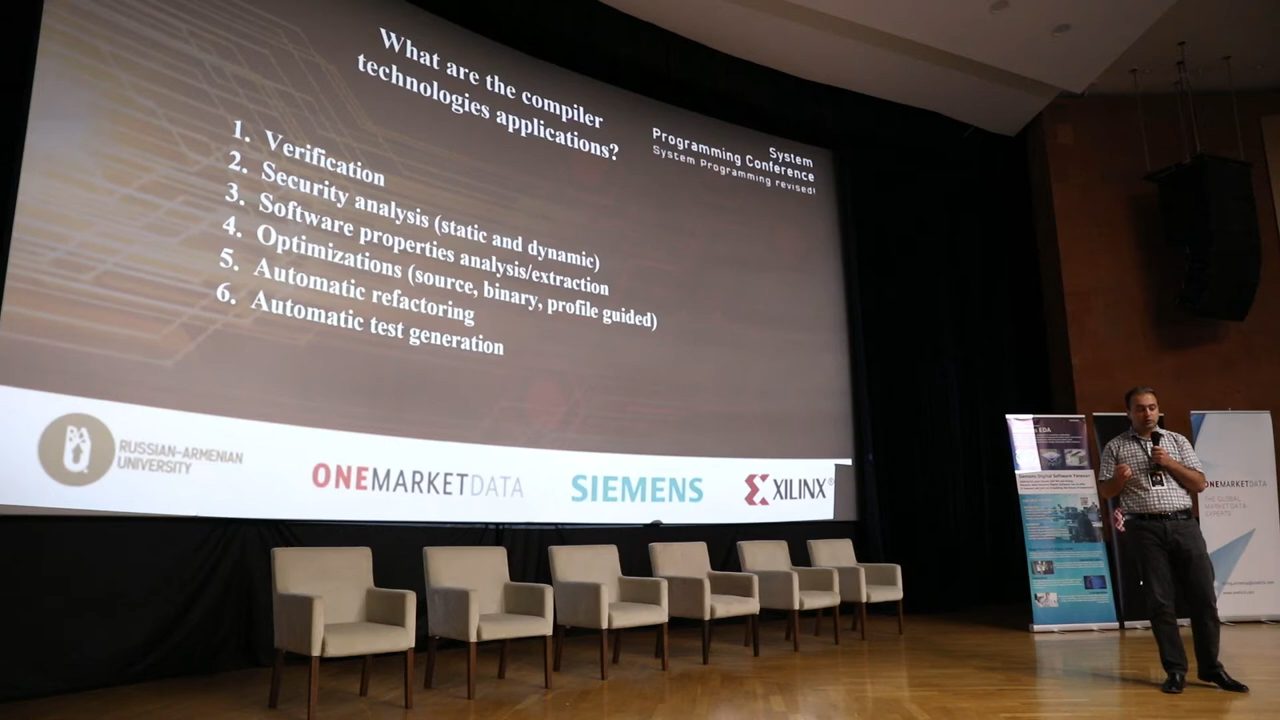 What are the compiler
technologies applications?
System
Programming Conference
System Programming revised!
1. Verification
2. Security analysis (static and dynamic)
3. Software properties analysis/extraction
4. Optimizations (source, binary, profile guided)
5. Automatic refactoring
6. Automatic test generation
RUSSIAN-ARMENIAN
UNIVERSITY
ONEMARKETDATA
SIEMENS
XILINX®
EDA
ONEMARKETDATA
THE GLOBAL
MARKET DATA
EXPERTS